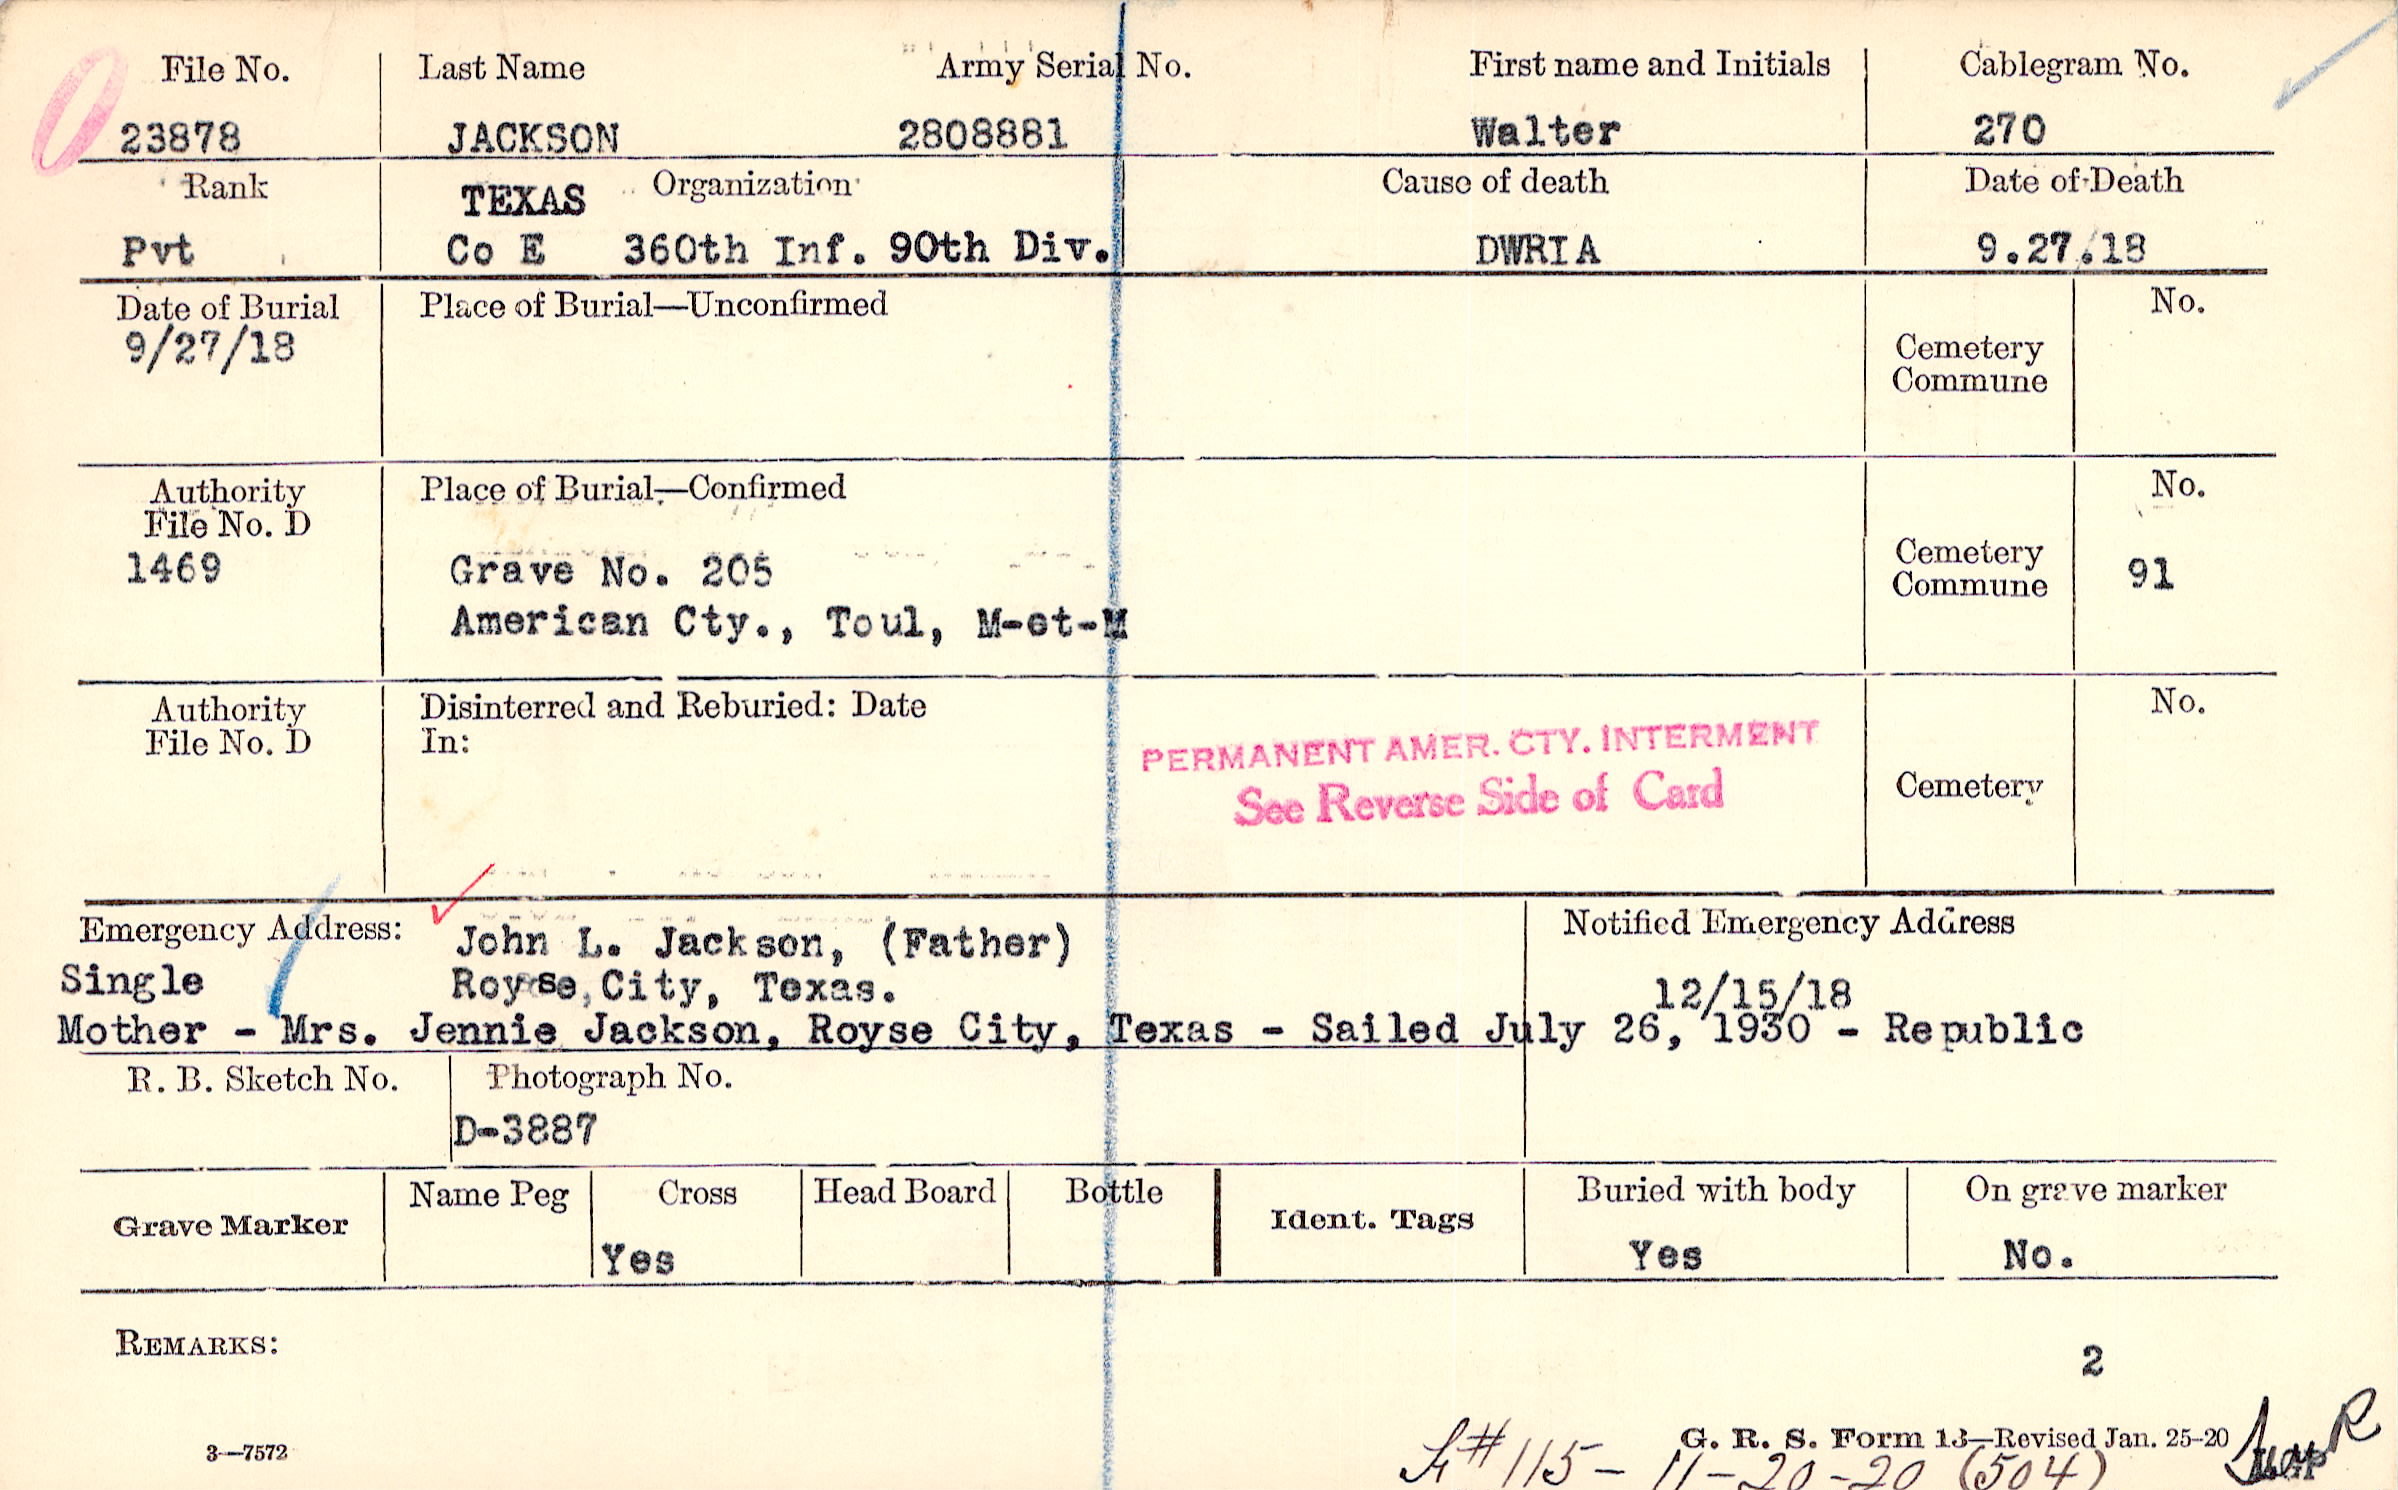 File No. Last Name Army Serial No. First name and Initials Cablegram No.
23878 JACKSON 2808881 Walter 270
Rank TEXAS Organization Cause of death Date of Death
Pvt Co E 360th Inf. 90th Div. DWRIA 9.27.18
Date of Burial Place of Burial—Unconfirmed No.
9/27/18
Cemetery
Commune
Authority Place of Burial—Confirmed No.
File No. D
1469 Grave No. 205 Cemetery
Commune 91
American Cty., Toul, M-et-M
Authority Disinterred and Reburied: Date No.
File No. D In:
PERMANENT AMER. CTY. INTERMENT
See Reverse Side of Card
Cemetery
Emergency Address: John L. Jackson, (Father) Notified Emergency Address
Single Royse City, Texas. 12/15/18
Mother - Mrs. Jennie Jackson, Royse City, Texas - Sailed July 26, 1930 - Republic
R. B. Sketch No. Photograph No.
D-3887
Grave Marker Name Peg Cross Head Board Bottle Ident. Tags Buried with body On grave marker
Yes Yes No.
REMARKS:
2
3—7572 G. R. S. Form 13—Revised Jan. 25-20
#115 - 11-20-20 (504)